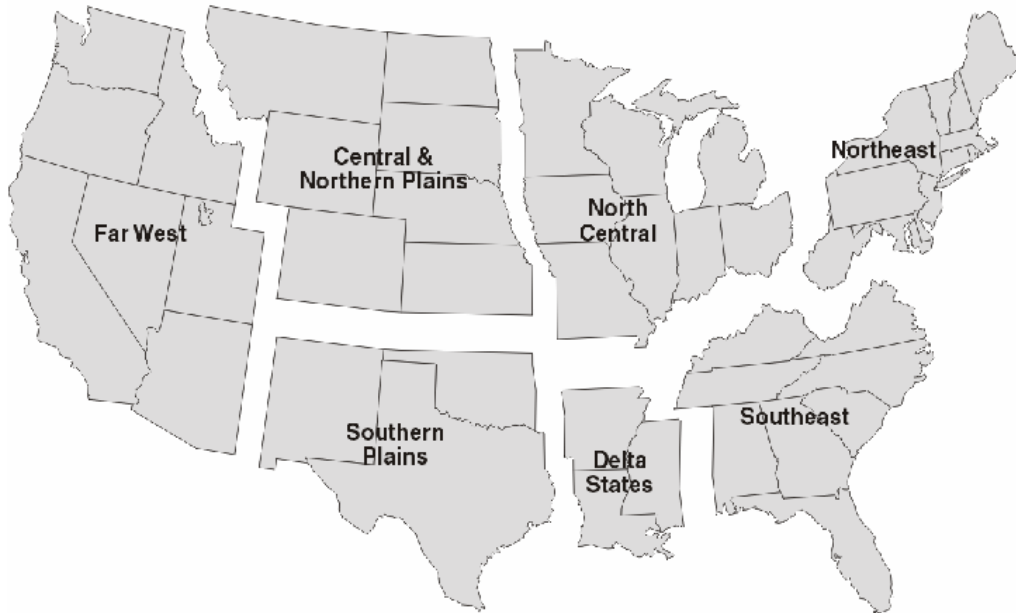 Northeast
Central &
Northern Plains
North
Central
Far West
Southeast
Southern
Plains
Delta
States